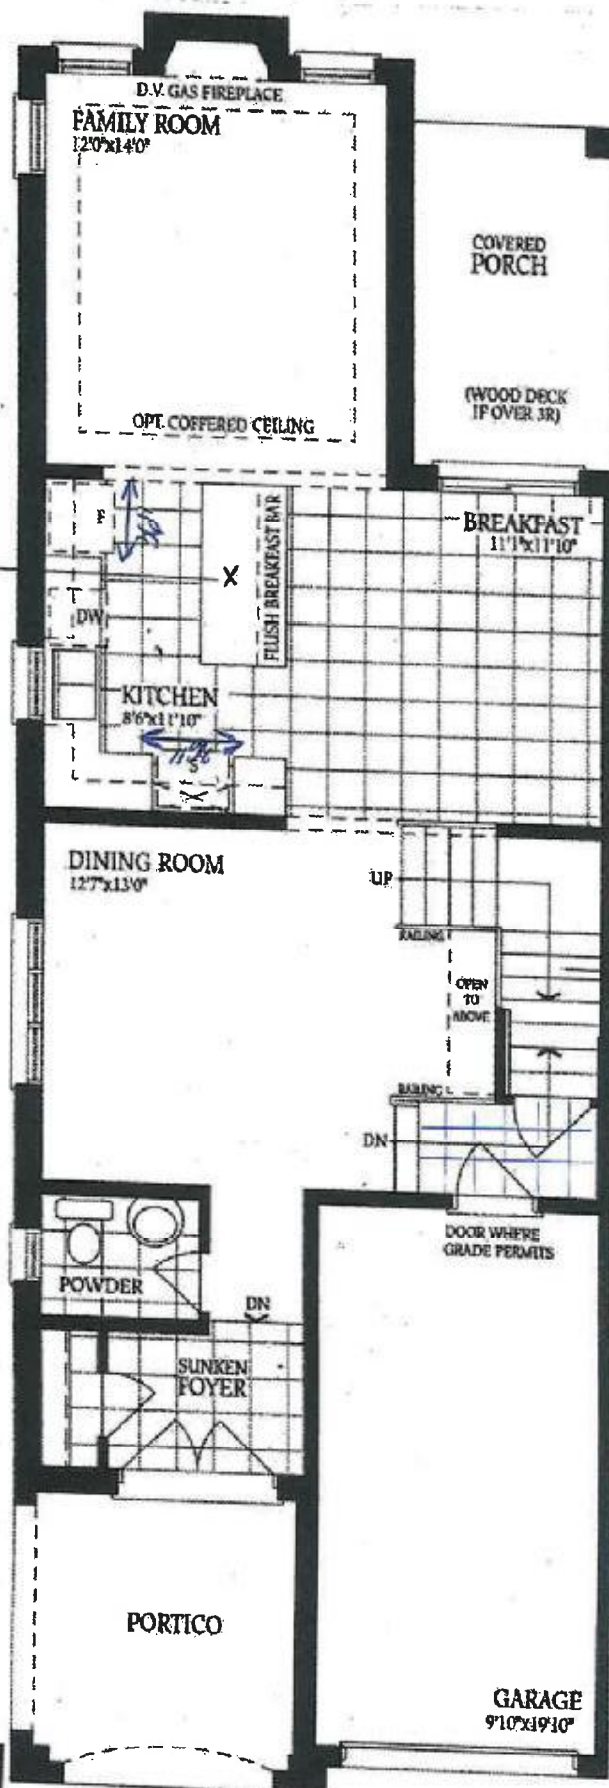 D.V. GAS FIREPLACE
FAMILY ROOM
12'0"x14'0"
COVERED
PORCH
(WOOD DECK
IF OVER 3R)
OPT. COFFERED CEILING
F
BREAKFAST
11'1"x11'10"
FLUSH BREAKFAST BAR
X
DW
KITCHEN
8'6"x11'10"
S
X
DINING ROOM
12'7"x13'0"
UP
RAILING
OPEN
TO
ABOVE
RAILING
DN
DOOR WHERE
GRADE PERMITS
POWDER
DN
SUNKEN
FOYER
PORTICO
GARAGE
9'10"x19'10"